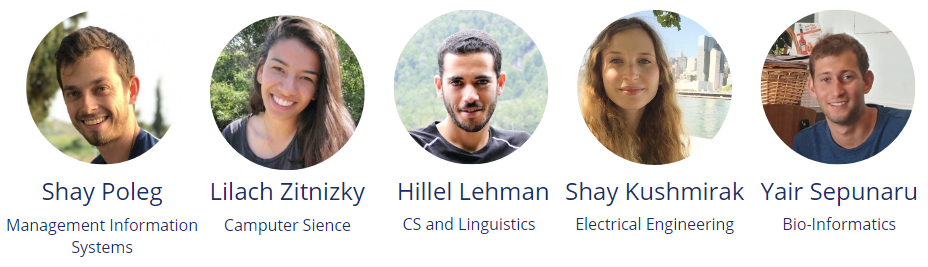 Shay Poleg
Management Information
Systems
Lilach Zitnizky
Camputer Sience
Hillel Lehman
CS and Linguistics
Shay Kushmirak
Electrical Engineering
Yair Sepunaru
Bio-Informatics